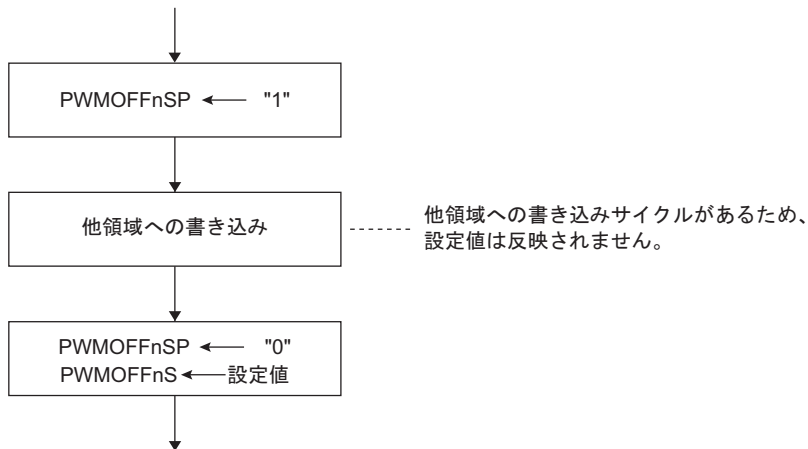 PWMOFFnSP ← "1"
他領域への書き込み
他領域への書き込みサイクルがあるため、
設定値は反映されません。
PWMOFFnSP ← "0"
PWMOFFnS ← 設定値